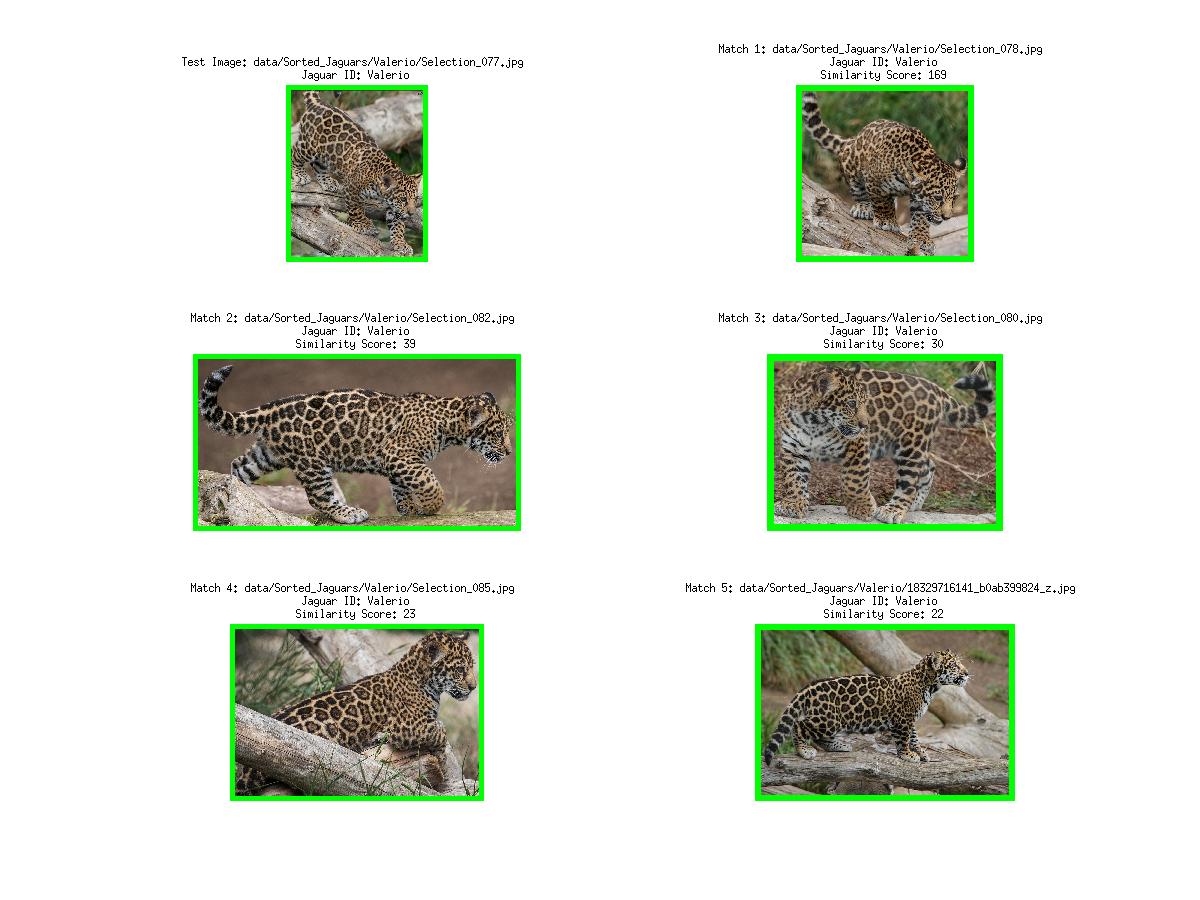 Test Image: data/Sorted_Jaguars/Valerio/Selection_077.jpg
Jaguar ID: Valerio
Match 1: data/Sorted_Jaguars/Valerio/Selection_078.jpg
Jaguar ID: Valerio
Similarity Score: 169
Match 2: data/Sorted_Jaguars/Valerio/Selection_082.jpg
Jaguar ID: Valerio
Similarity Score: 39
Match 3: data/Sorted_Jaguars/Valerio/Selection_080.jpg
Jaguar ID: Valerio
Similarity Score: 30
Match 4: data/Sorted_Jaguars/Valerio/Selection_085.jpg
Jaguar ID: Valerio
Similarity Score: 23
Match 5: data/Sorted_Jaguars/Valerio/18329716141_b0ab399824_z.jpg
Jaguar ID: Valerio
Similarity Score: 22